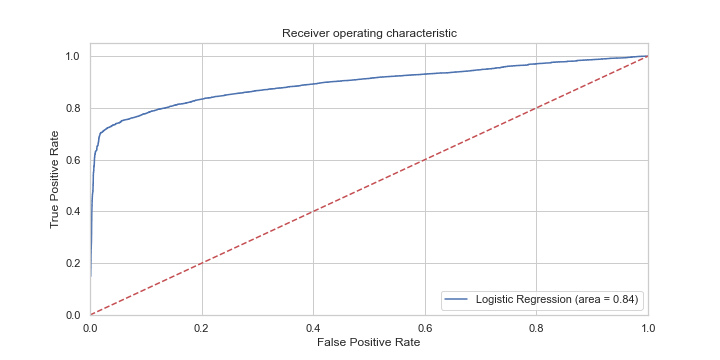 Receiver operating characteristic
1.0
0.8
0.6
0.4
0.2
0.0
True Positive Rate
0.0 0.2 0.4 0.6 0.8 1.0
False Positive Rate
Logistic Regression (area = 0.84)